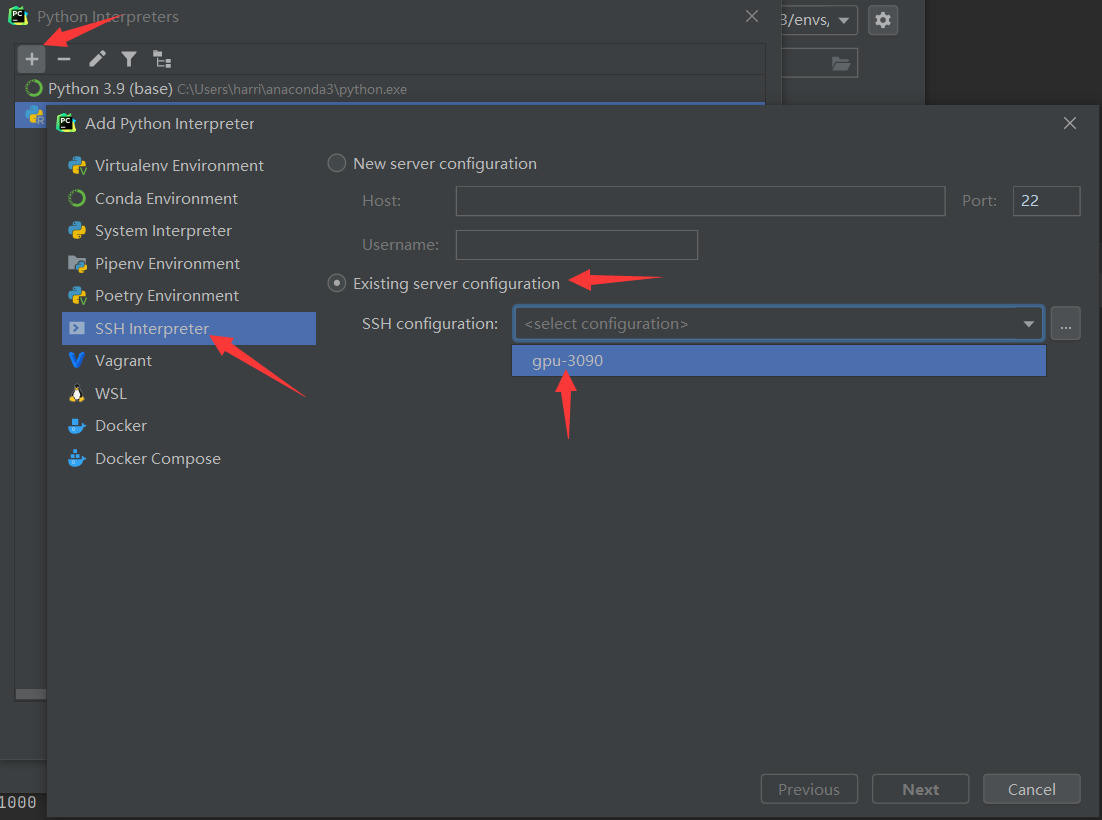 Python Interpreters
3/envs,
Python 3.9 (base) C:\Users\harri\anaconda3\python.exe
Add Python Interpreter
Virtualenv Environment
Conda Environment
System Interpreter
Pipenv Environment
Poetry Environment
SSH Interpreter
Vagrant
WSL
Docker
Docker Compose
New server configuration
Host:
Port: 22
Username:
Existing server configuration
SSH configuration: <select configuration> ...
gpu-3090
Previous Next Cancel
1000